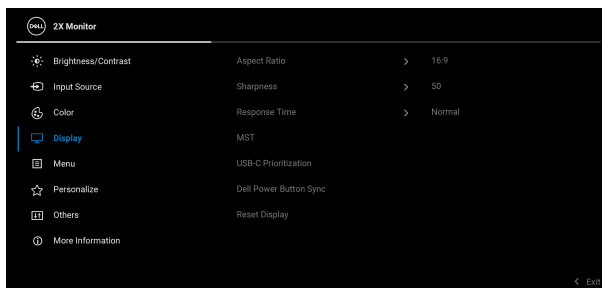 DELL 2X Monitor
Brightness/Contrast Aspect Ratio > 16:9
Input Source Sharpness > 50
Color Response Time > Normal
Display MST
Menu USB-C Prioritization
Personalize Dell Power Button Sync
Others Reset Display
More Information
< Exit